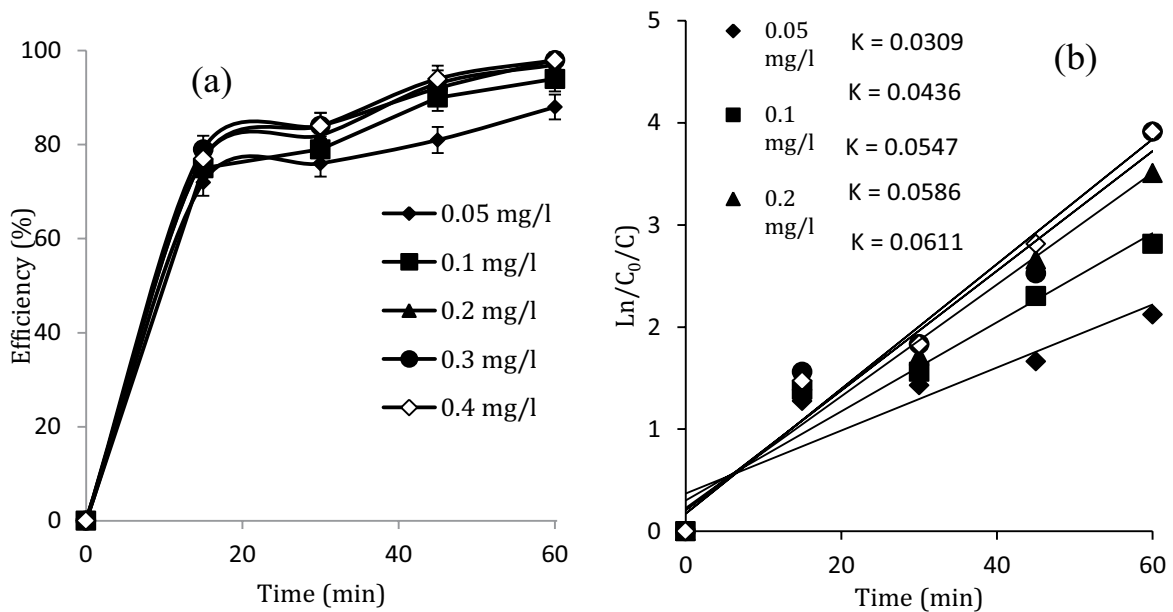 (a)
Efficiency (%)
100
80
60
40
20
0
0 20 40 60
Time (min)
0.05 mg/l
0.1 mg/l
0.2 mg/l
0.3 mg/l
0.4 mg/l
(b)
Ln/C₀/C)
5
4
3
2
1
0
0 20 40 60
Time (min)
0.05
mg/l
0.1
mg/l
0.2
mg/l
K = 0.0309
K = 0.0436
K = 0.0547
K = 0.0586
K = 0.0611